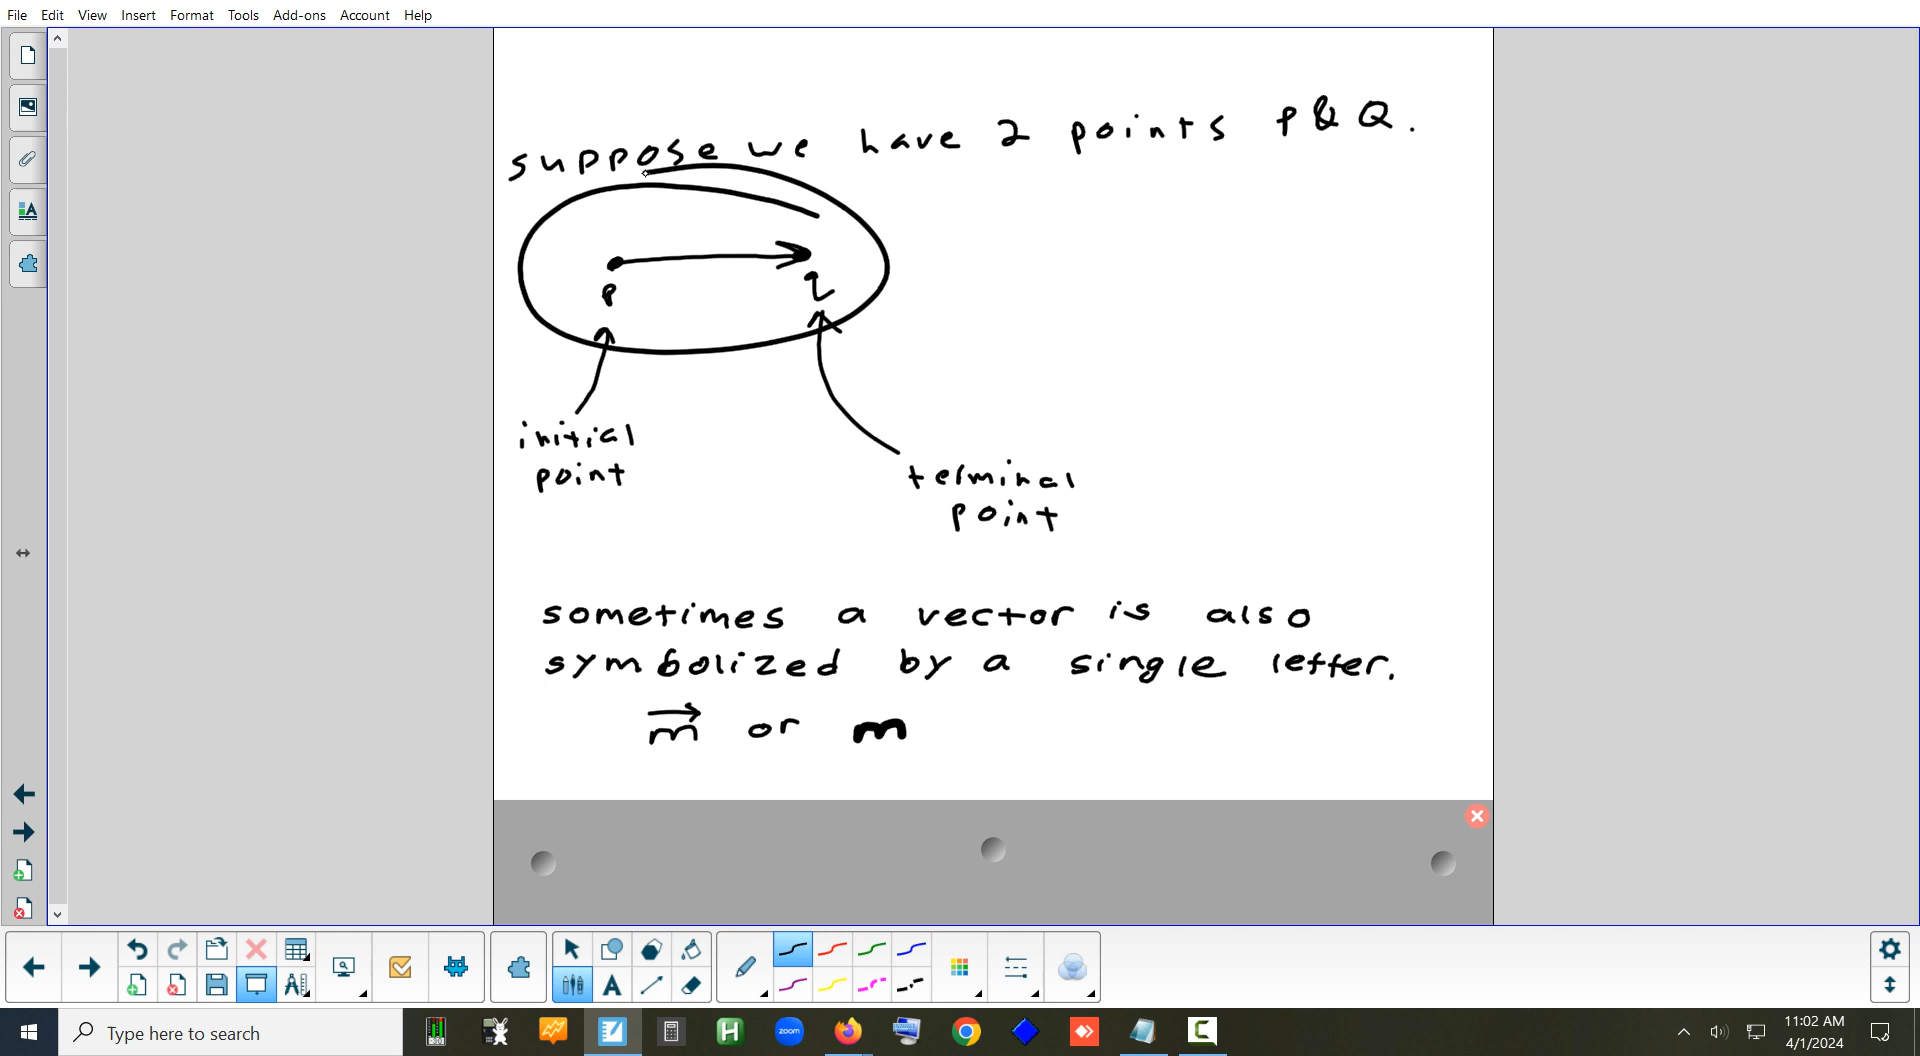 File Edit View Insert Format Tools Add-ons Account Help
suppose we have 2 points P & Q.
P
Q
initial
point
terminal
point
sometimes a vector is also
symbolized by a single letter.
m or m
A
A
Type here to search
H
zoom
C
11:02 AM
4/1/2024